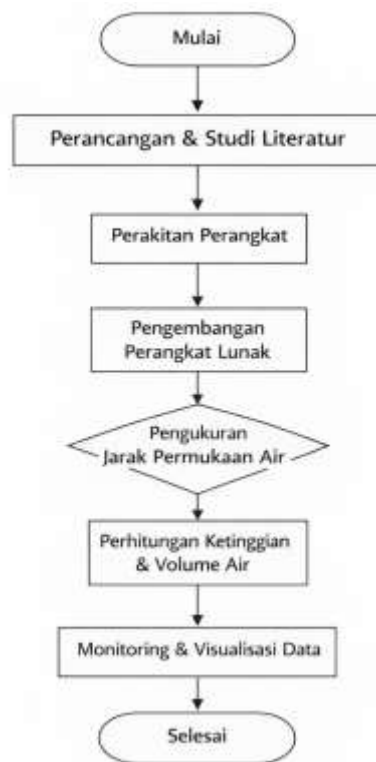 Mulai
Perancangan & Studi Literatur
Perakitan Perangkat
Pengembangan
Perangkat Lunak
Pengukuran
Jarak Permukaan Air
Perhitungan Ketinggian
& Volume Air
Monitoring & Visualisasi Data
Selesai